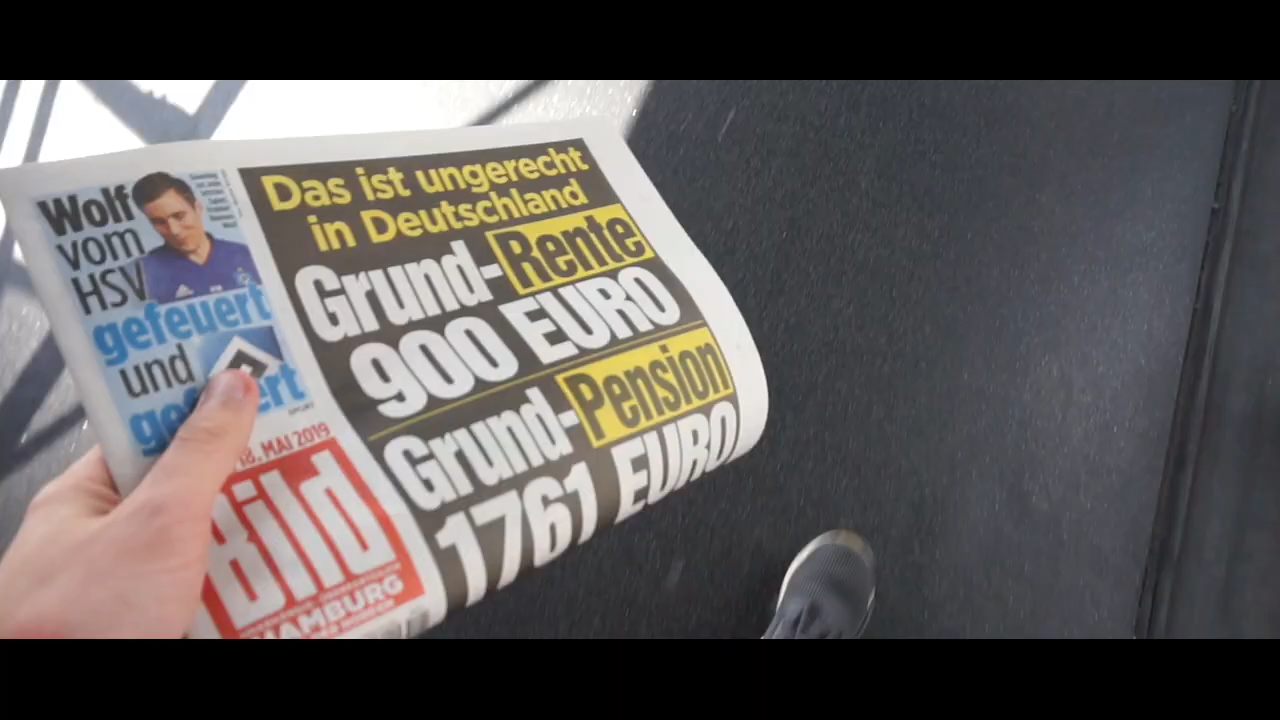 Wolf
vom
HSV
gefeuert
und
SPORT
18. MAI 2019
Bild
HAMBURG
Das ist ungerecht
in Deutschland
Grund-Rente
900 EURO
Grund-Pension
1761 EURO